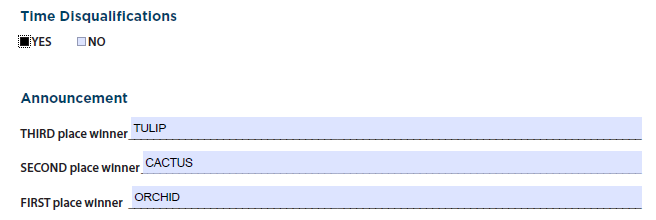 Time Disqualifications
YES NO
Announcement
THIRD place winner TULIP
SECOND place winner CACTUS
FIRST place winner ORCHID